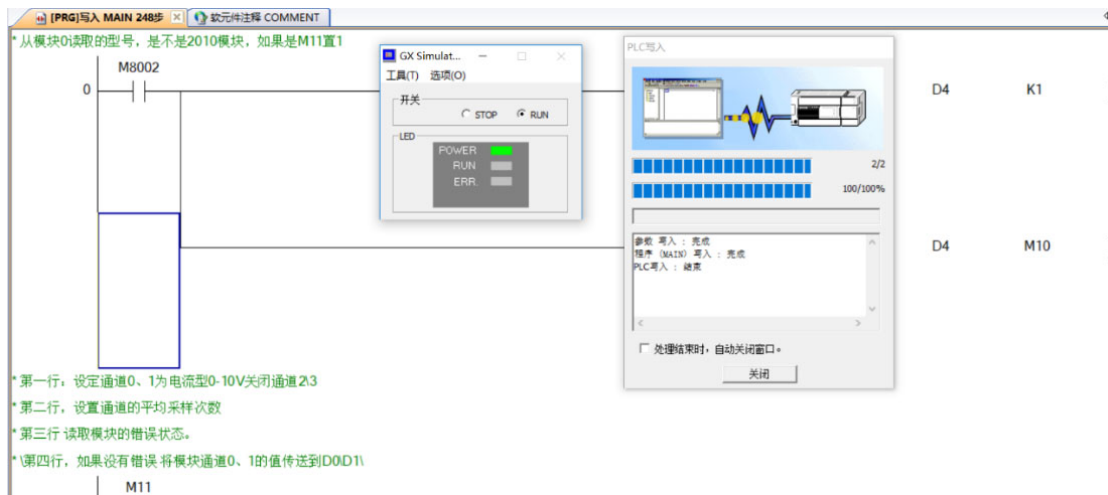 [PRG]写入 MAIN 248步
软元件注释 COMMENT
* 从模块0读取的型号，是不是2010模块，如果是M11置1
M8002
0
D4 K1
D4 M10
GX Simulat...
工具(T) 选项(O)
开关
STOP RUN
LED
POWER
RUN
ERR.
PLC写入
2/2
100/100%
参数 写入 : 完成
程序 (MAIN) 写入 : 完成
PLC写入 : 结束
处理结束时，自动关闭窗口。
关闭
* 第一行，设定通道0、1为电流型0-10V关闭通道2\3
* 第二行，设置通道的平均采样次数
* 第三行 读取模块的错误状态。
* \第四行，如果没有错误 将模块通道0、1的值传送到D0\D1\
M11